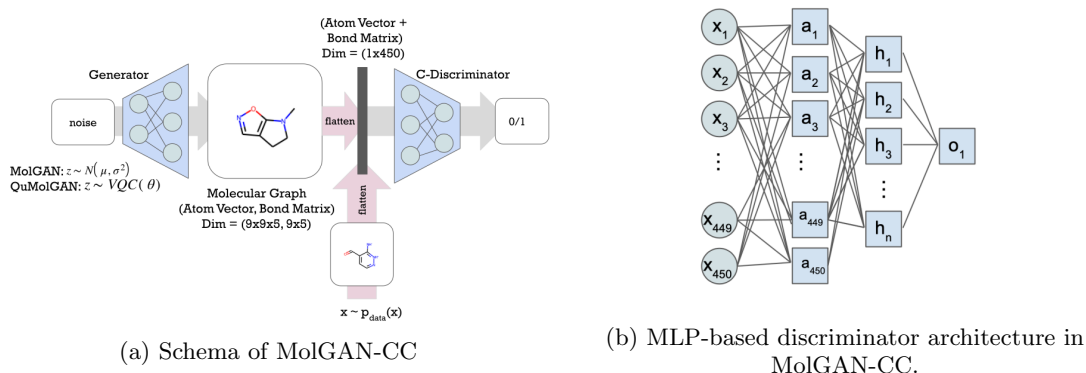 (Atom Vector +
Bond Matrix)
Dim = (1x450)
Generator
C-Discriminator
noise
flatten
0/1
MolGAN: z ~ N(μ, σ²)
QuMolGAN: z ~ VQC(θ)
Molecular Graph
(Atom Vector, Bond Matrix)
Dim = (9x9x5, 9x5)
flatten
x ~ p_data(x)
(a) Schema of MolGAN-CC
x₁ a₁
h₁
x₂ a₂
h₂
x₃ a₃
h₃ o₁
⋮ ⋮
⋮
x₄₄₉ a₄₄₉
hₙ
x₄₅₀ a₄₅₀
(b) MLP-based discriminator architecture in
MolGAN-CC.